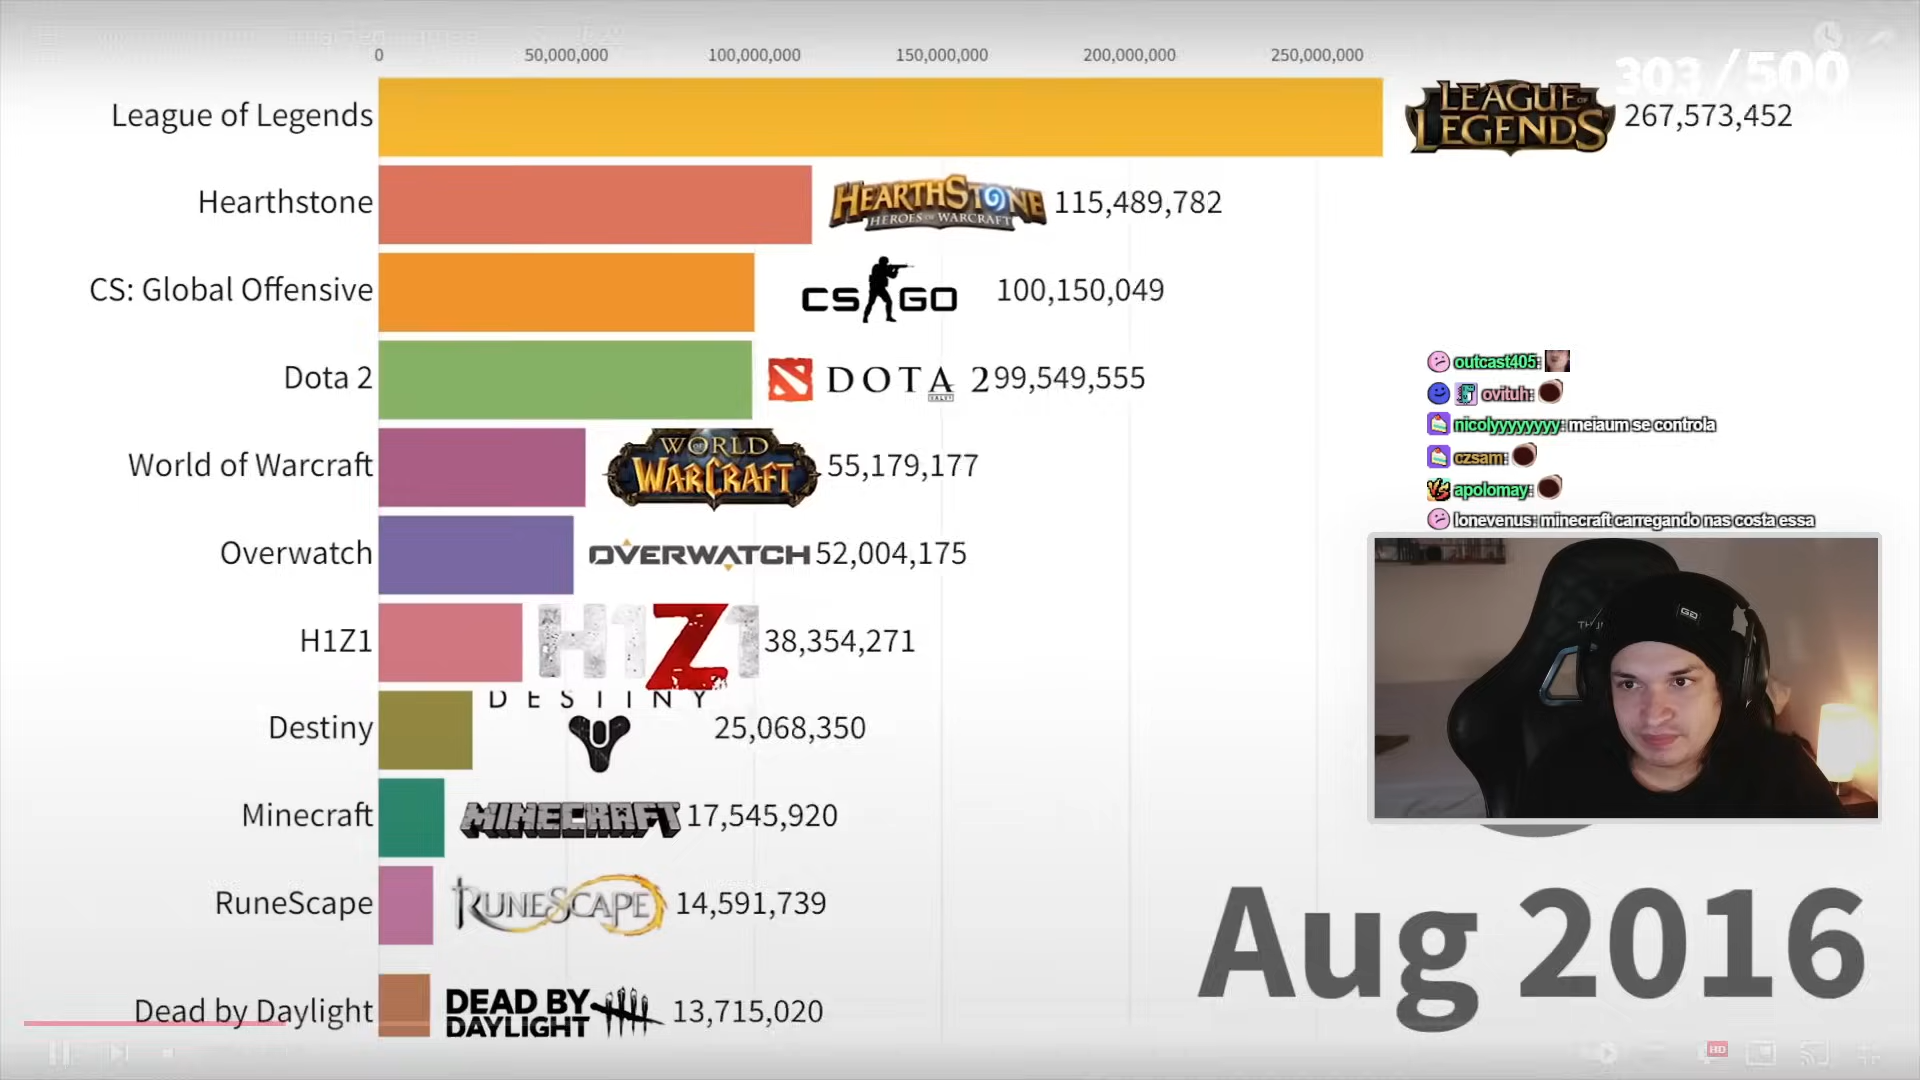 0 50,000,000 100,000,000 150,000,000 200,000,000 250,000,000
303/500
League of Legends LEAGUE OF LEGENDS 267,573,452
Hearthstone HEARTHSTONE HEROES OF WARCRAFT 115,489,782
CS: Global Offensive CS GO 100,150,049
Dota 2 DOTA 2 99,549,555
World of Warcraft WORLD OF WARCRAFT 55,179,177
Overwatch OVERWATCH 52,004,175
H1Z1 H1Z1 38,354,271
Destiny DESTINY 25,068,350
Minecraft MINECRAFT 17,545,920
RuneScape RUNESCAPE 14,591,739
Dead by Daylight DEAD BY DAYLIGHT 13,715,020
outcast405:
ovituh:
nicolyyyyyyyy: meiaum se controla
czsam:
apolomay:
lonevenus: minecraft carregando nas costa essa
Aug 2016
HD